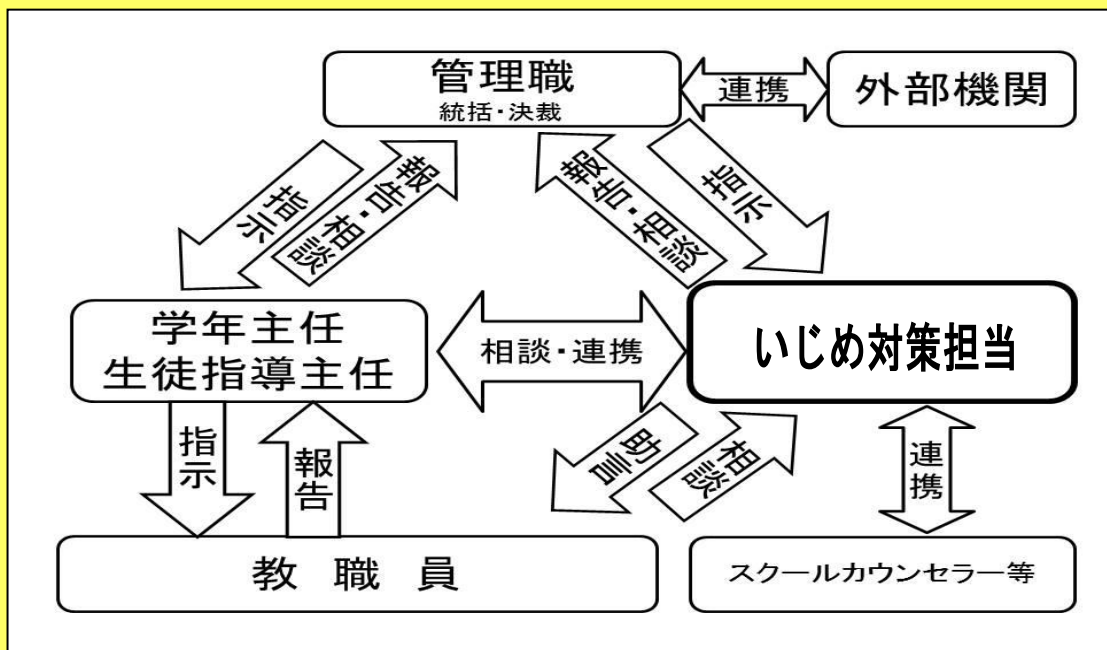 管理職
統括・決裁
連携
外部機関
指示
報告・相談
報告・相談
指示
学年主任
生徒指導主任
相談・連携
いじめ対策担当
指示
報告
助言
相談
連携
教職員
スクールカウンセラー等